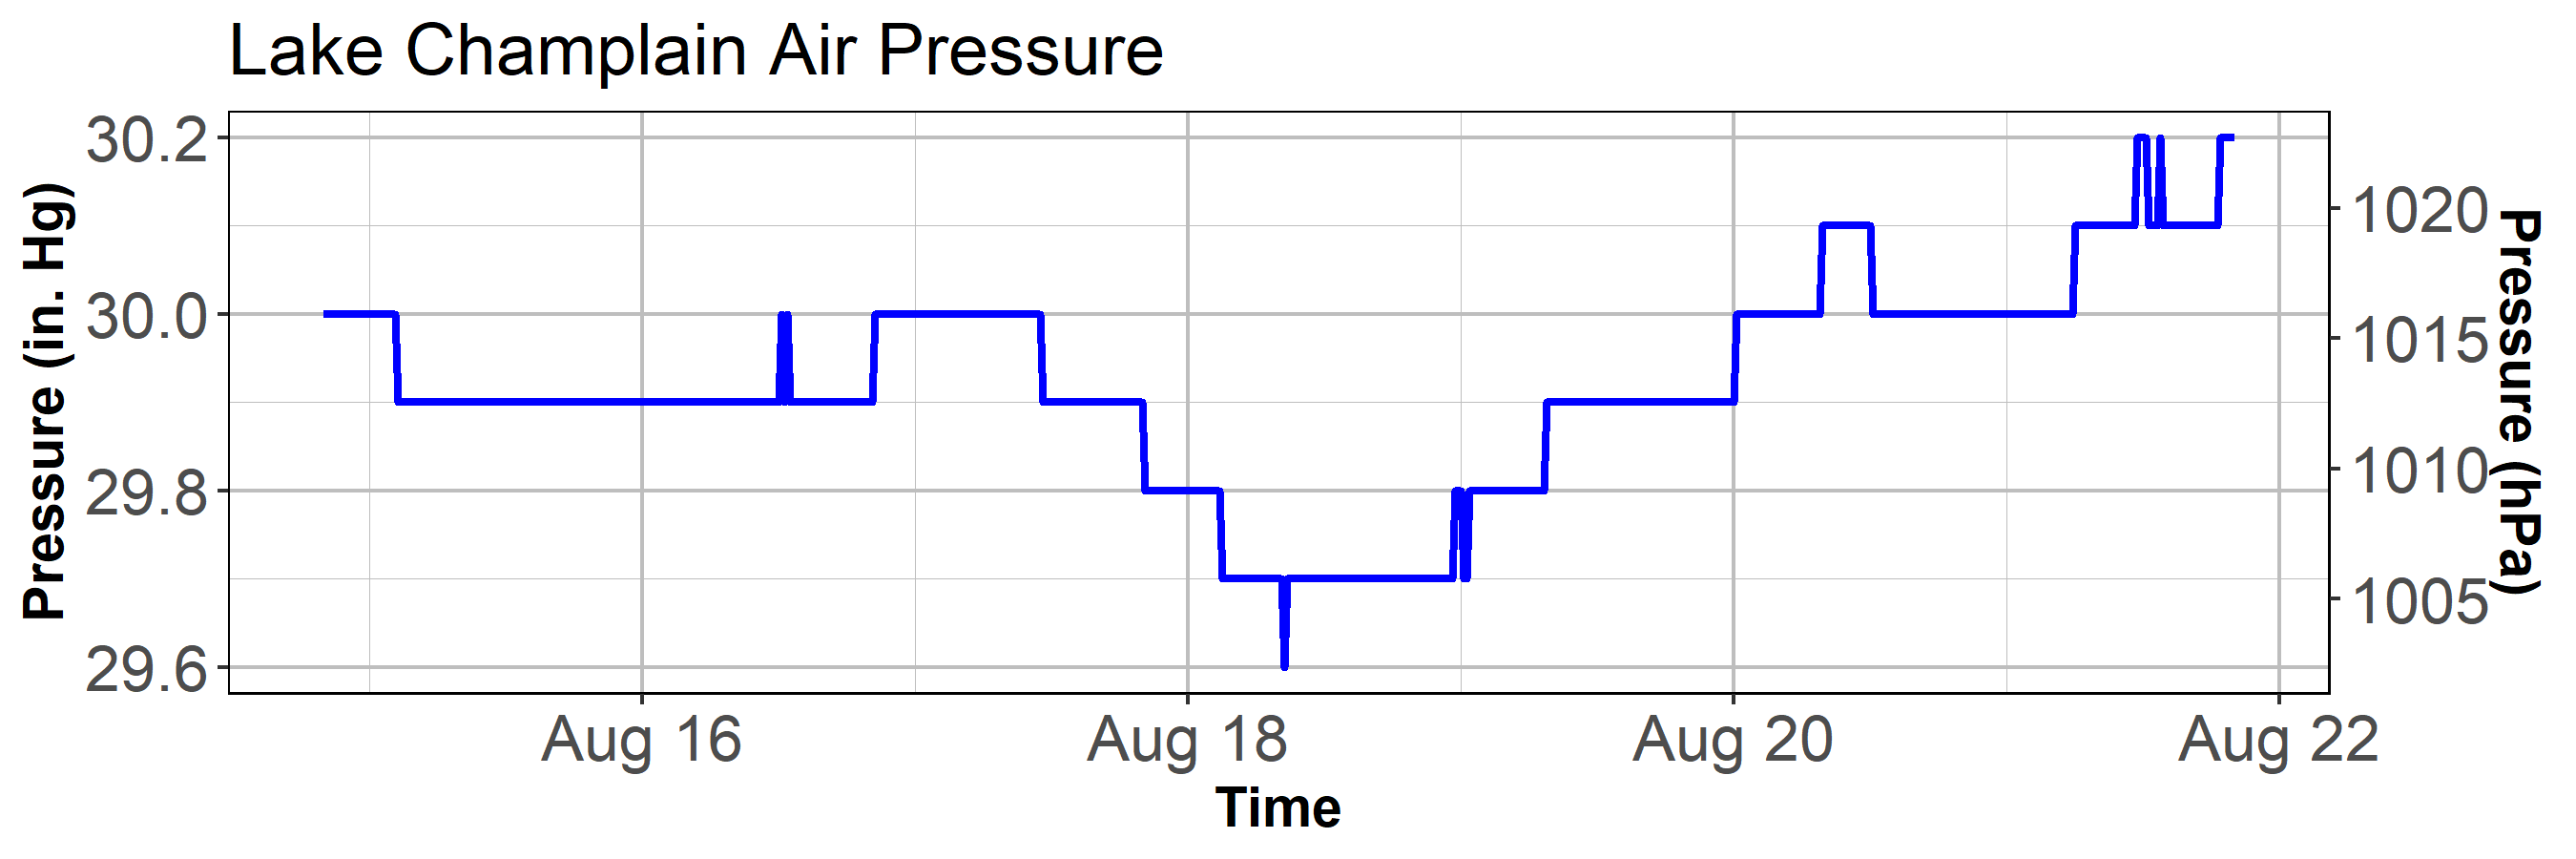 Lake Champlain Air Pressure
Pressure (in. Hg)
30.2
30.0
29.8
29.6
1020
1015
1010
1005
Pressure (hPa)
Aug 16 Aug 18 Aug 20 Aug 22
Time